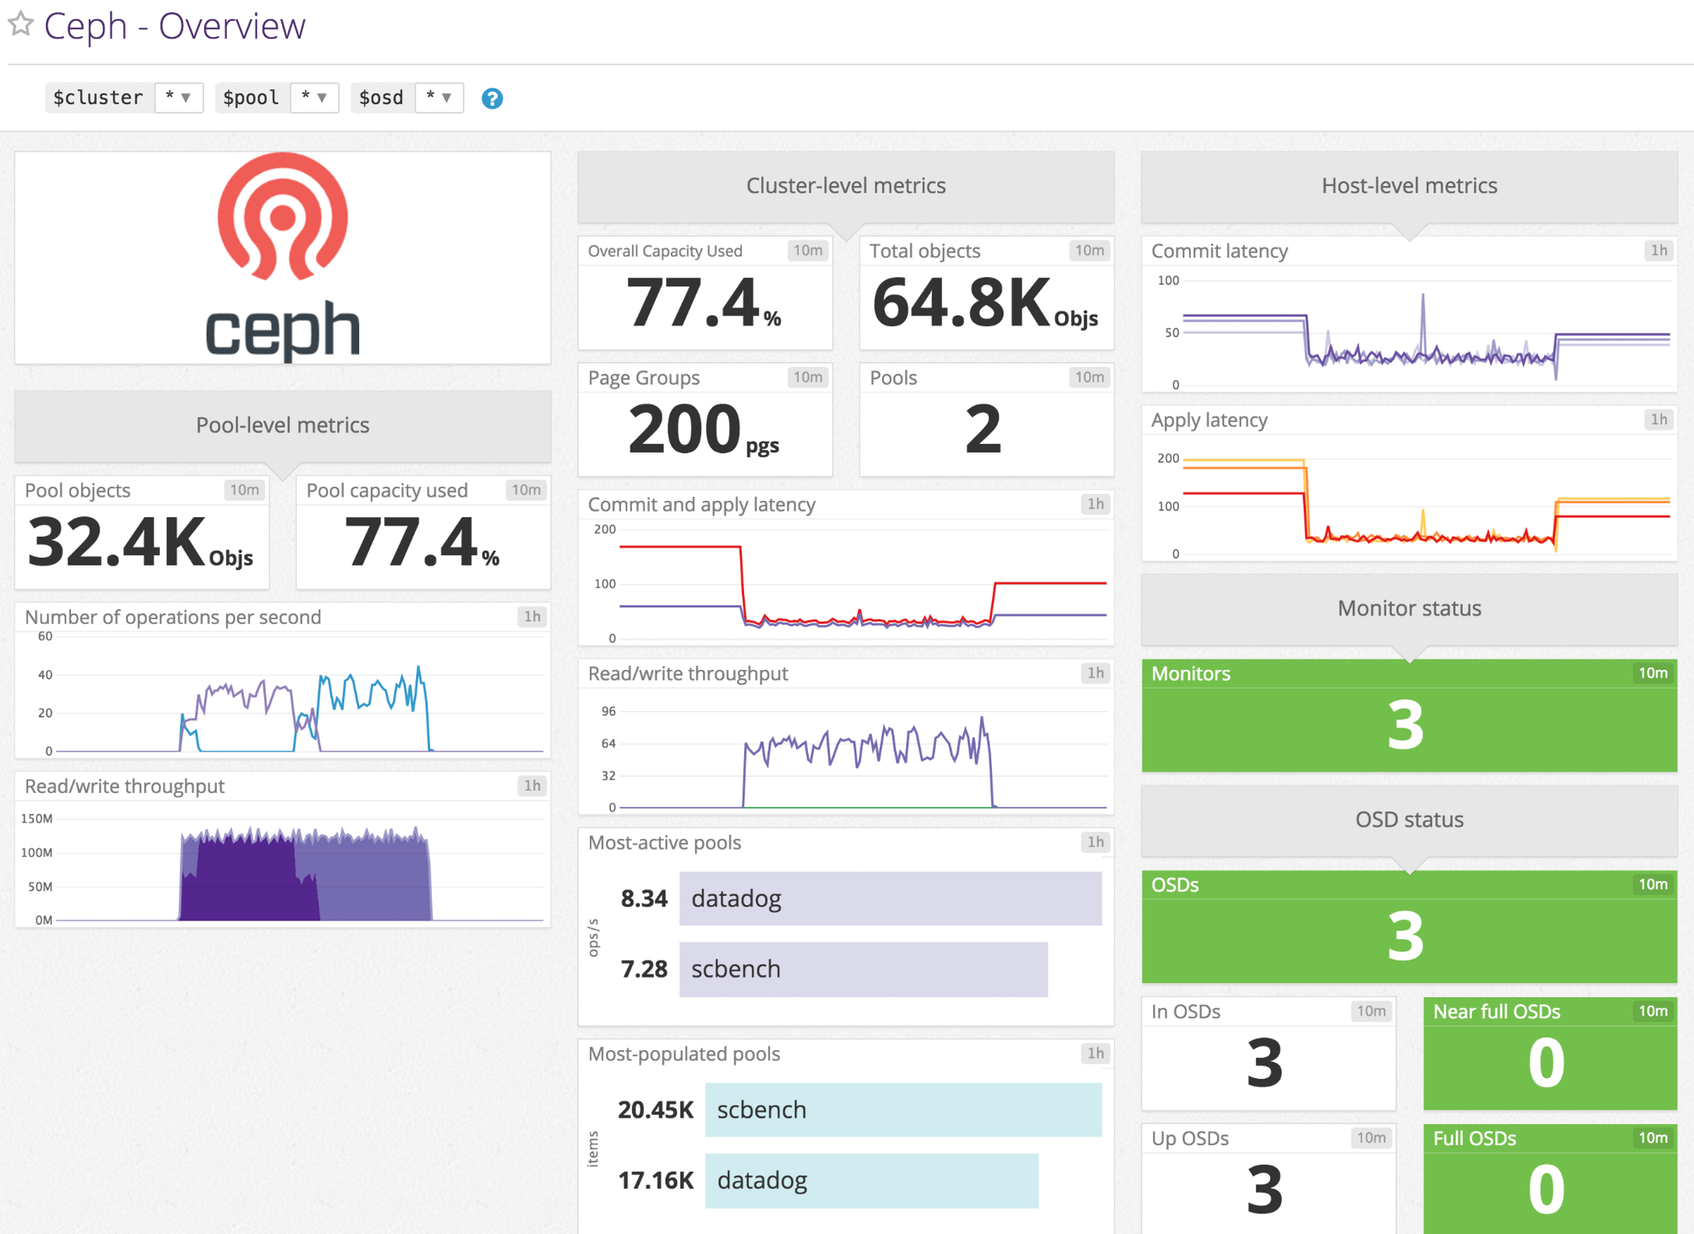 Ceph - Overview
$cluster * $pool * $osd * ?
ceph
Pool-level metrics
Pool objects 10m
32.4K Objs
Pool capacity used 10m
77.4 %
Number of operations per second 1h
60
40
20
0
Read/write throughput 1h
150M
100M
50M
0M
Cluster-level metrics
Overall Capacity Used 10m
77.4 %
Total objects 10m
64.8K Objs
Page Groups 10m
200 pgs
Pools 10m
2
Commit and apply latency 1h
200
100
0
Read/write throughput 1h
96
64
32
0
Most-active pools 1h
ops/s
8.34 datadog
7.28 scbench
Most-populated pools 1h
items
20.45K scbench
17.16K datadog
Host-level metrics
Commit latency 1h
100
50
0
Apply latency 1h
200
100
0
Monitor status
Monitors 10m
3
OSD status
OSDs 10m
3
In OSDs 10m
3
Near full OSDs 10m
0
Up OSDs 10m
3
Full OSDs 10m
0